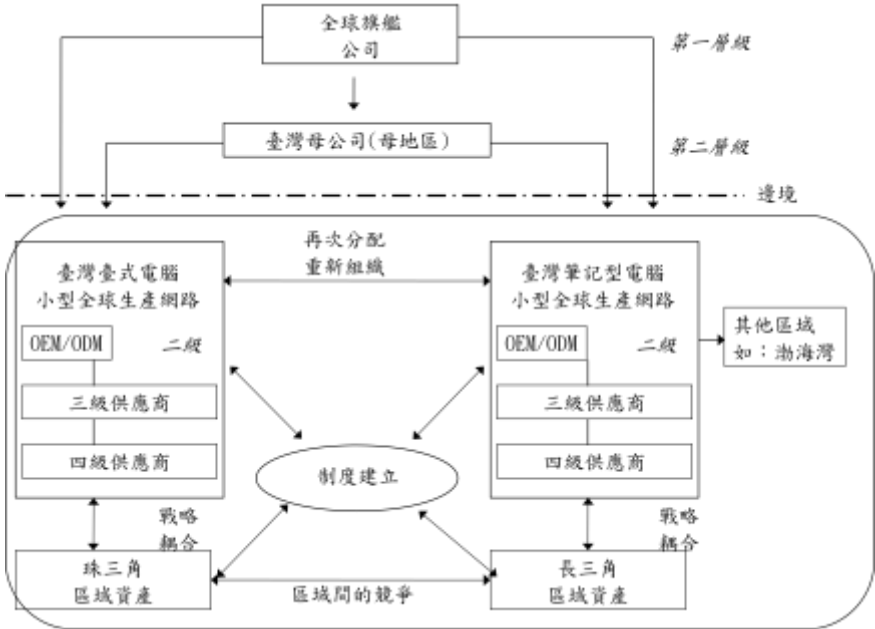 全球旗艦
公司
第一層級
臺灣母公司(母地區)
第二層級
邊境
再次分配
重新組織
臺灣臺式電腦
小型全球生產網路
OEM/ODM
二級
三級供應商
四級供應商
臺灣筆記型電腦
小型全球生產網路
OEM/ODM
二級
三級供應商
四級供應商
其他區域
如：渤海灣
制度建立
戰略
耦合
戰略
耦合
珠三角
區域資產
區域間的競爭
長三角
區域資產